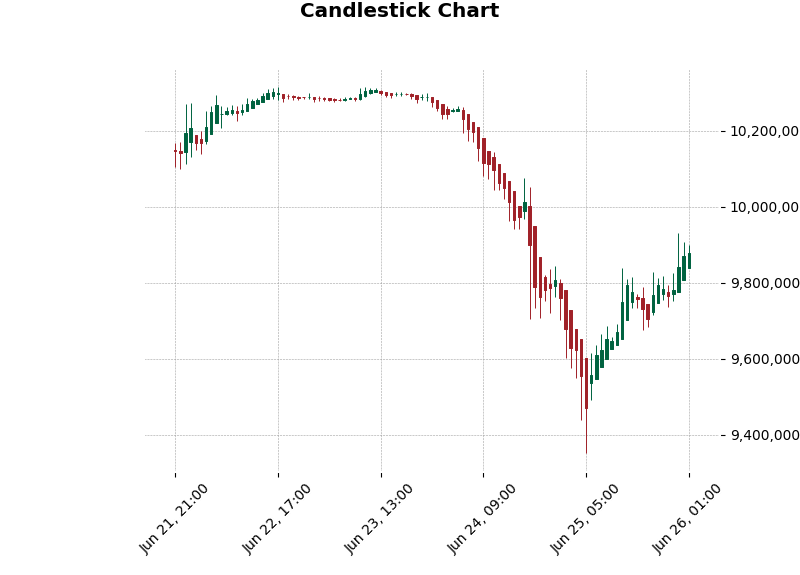 Candlestick Chart
10,200,00
10,000,00
9,800,000
9,600,000
9,400,000
Jun 21, 21:00
Jun 22, 17:00
Jun 23, 13:00
Jun 24, 09:00
Jun 25, 05:00
Jun 26, 01:00